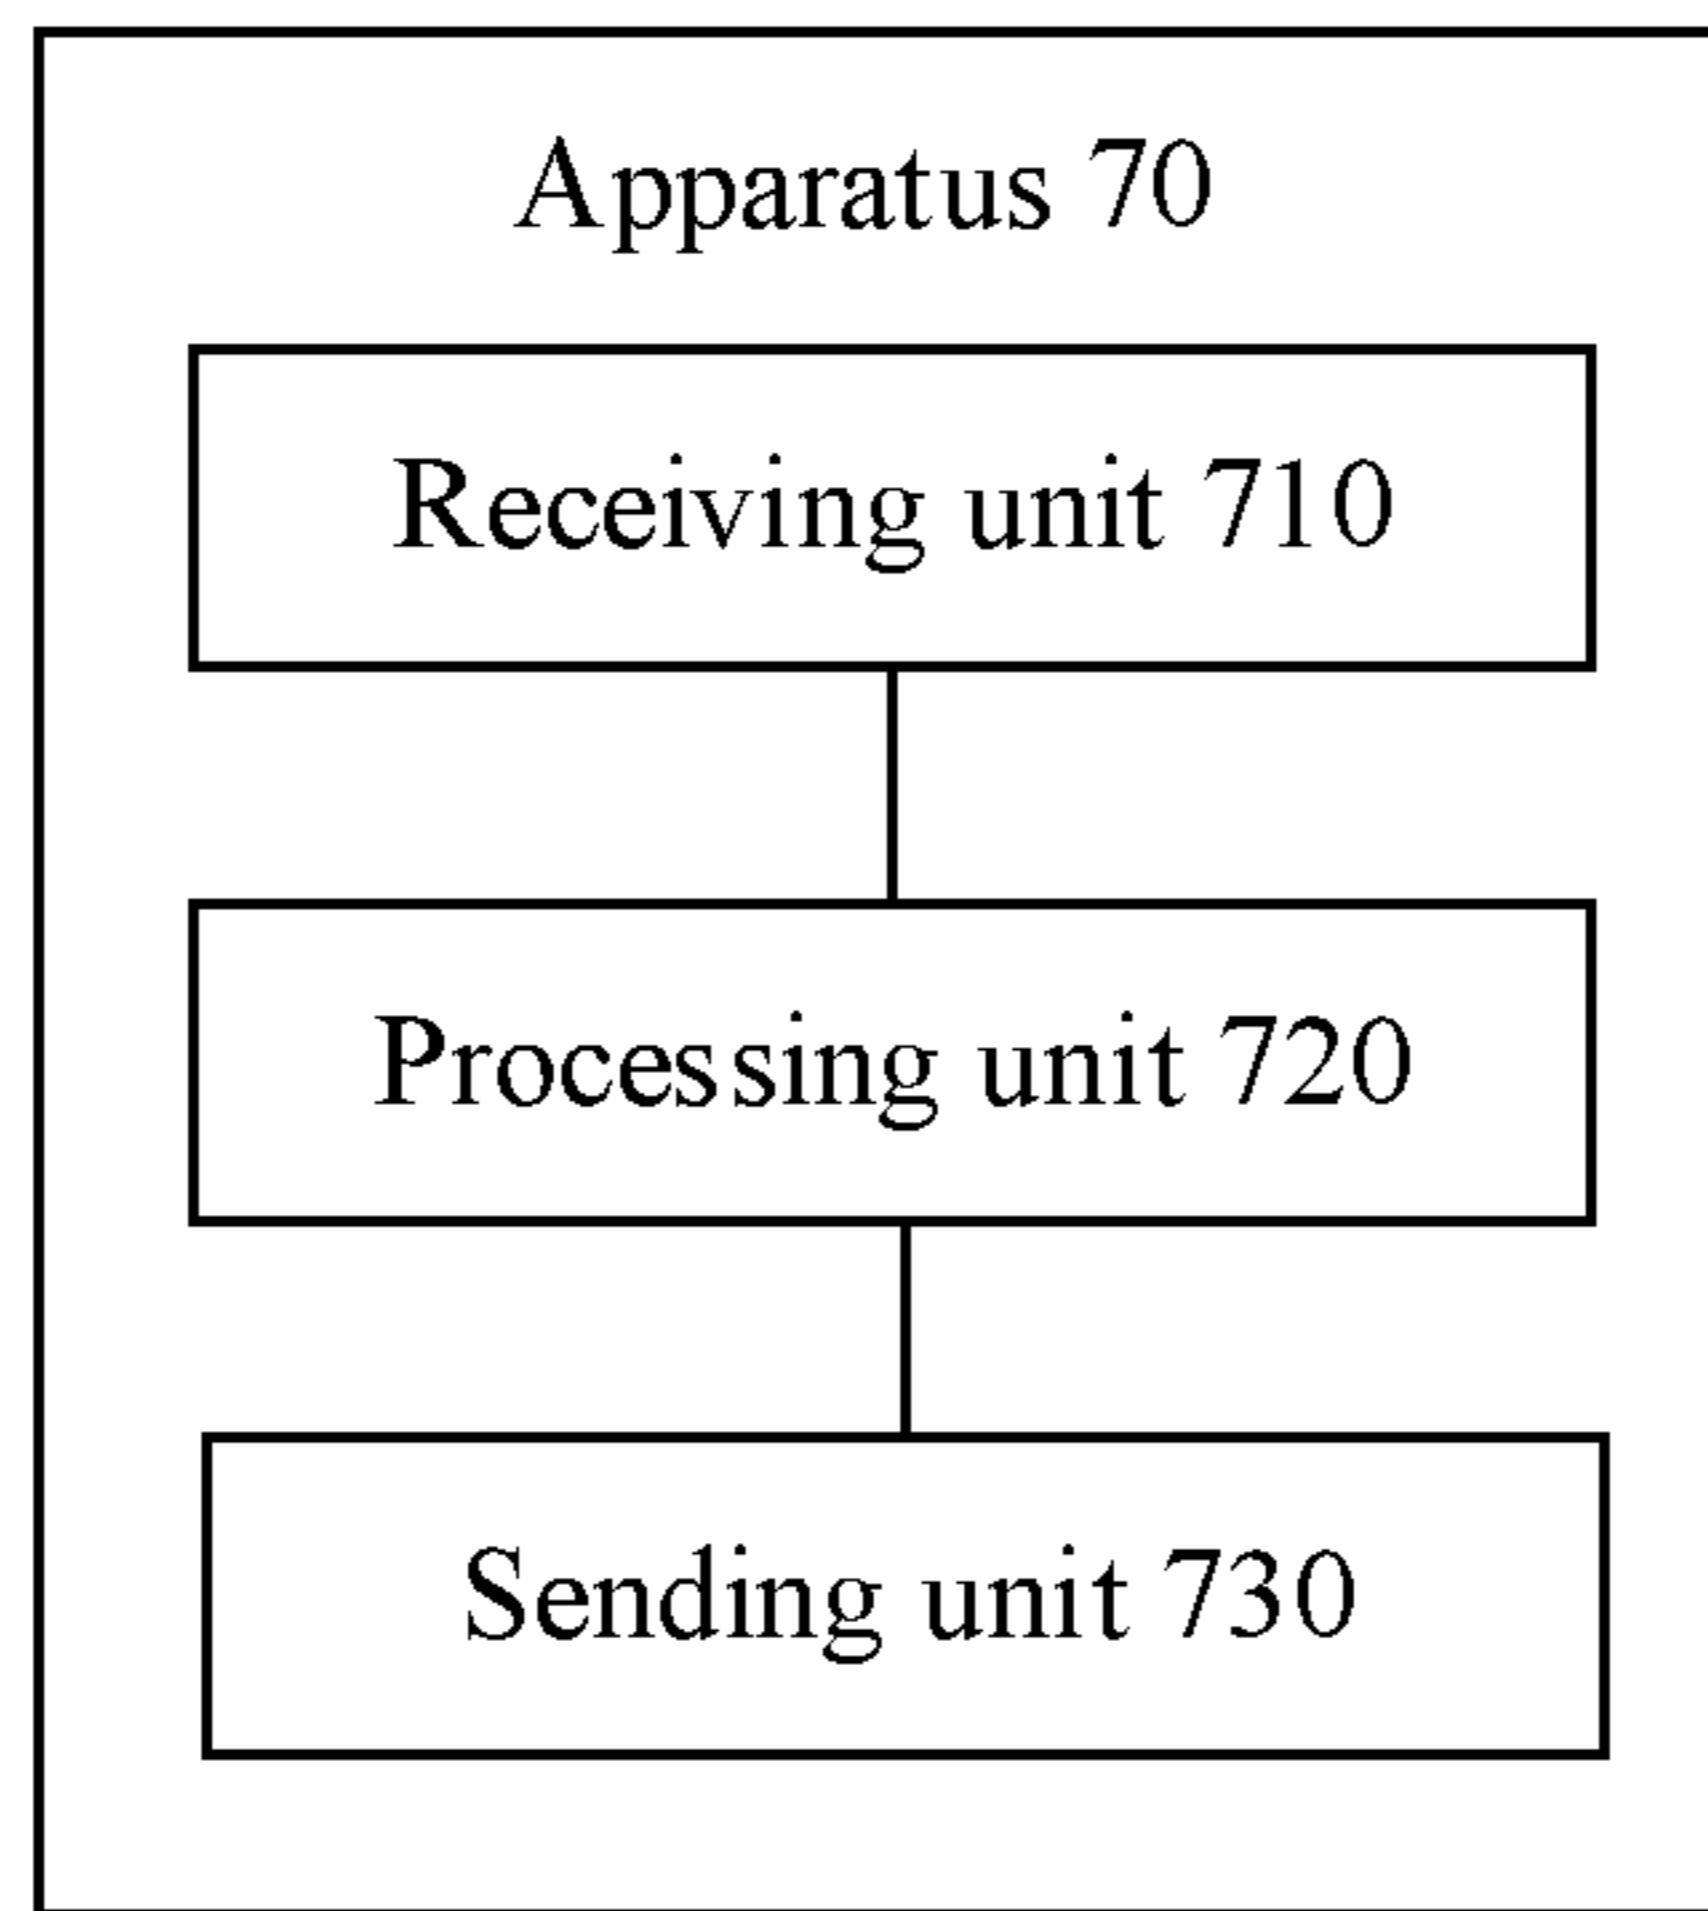 Apparatus 70
Receiving unit 710
Processing unit 720
Sending unit 730